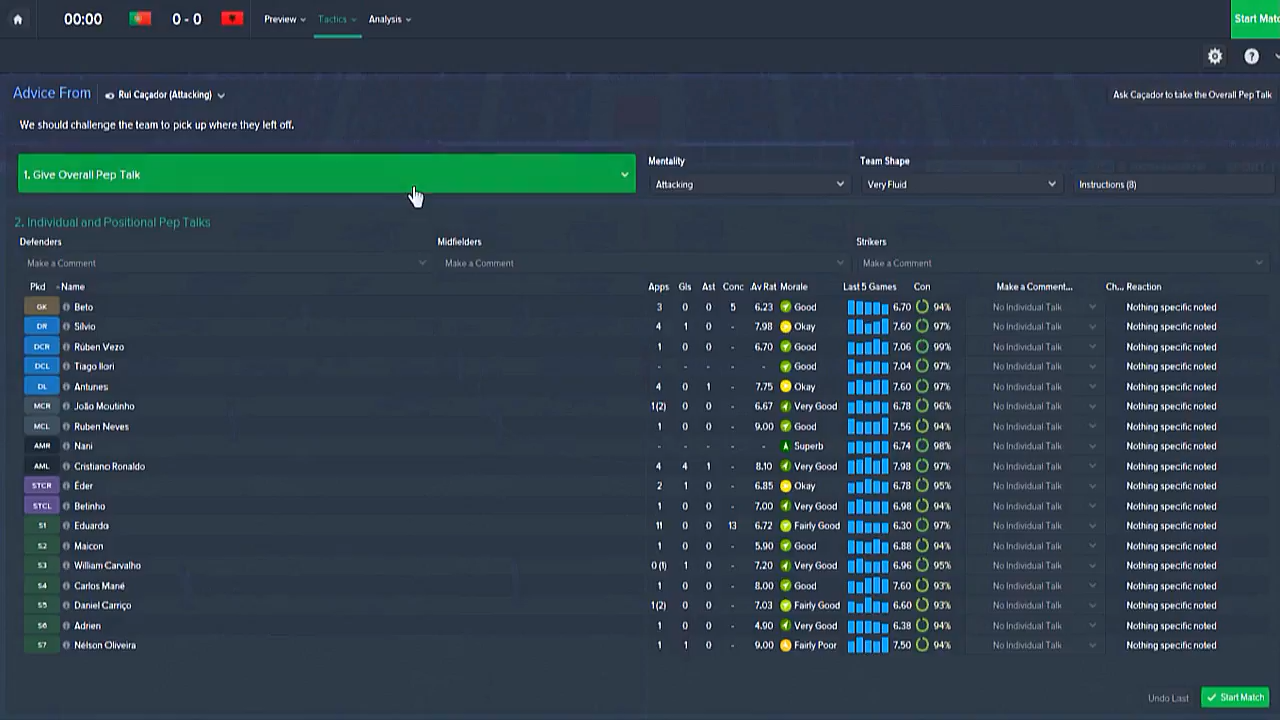 00:00 0 - 0 Preview Tactics Analysis Start Matc
?
Advice From Rui Caçador (Attacking) Ask Caçador to take the Overall Pep Talk
We should challenge the team to pick up where they left off.
1. Give Overall Pep Talk
Mentality Team Shape
Attacking Very Fluid Instructions (8)
2. Individual and Positional Pep Talks
Defenders Midfielders Strikers
Make a Comment Make a Comment Make a Comment
Pkd Name Apps Gls Ast Conc Av Rat Morale Last 5 Games Con Make a Comment... Ch... Reaction
GK Beto 3 0 0 5 6.23 Good 6.70 94% No Individual Talk Nothing specific noted
DR Silvio 4 1 0 - 7.98 Okay 7.60 97% No Individual Talk Nothing specific noted
DCR Rúben Vezo 1 0 0 - 6.70 Good 7.06 99% No Individual Talk Nothing specific noted
DCL Tiago Ilori - - - - - Good 7.04 97% No Individual Talk Nothing specific noted
DL Antunes 4 0 1 - 7.75 Okay 7.60 97% No Individual Talk Nothing specific noted
MCR João Moutinho 1(2) 0 0 - 6.67 Very Good 6.78 96% No Individual Talk Nothing specific noted
MCL Ruben Neves 1 0 0 - 9.00 Good 7.56 94% No Individual Talk Nothing specific noted
AMR Nani - - - - - Superb 6.74 98% No Individual Talk Nothing specific noted
AML Cristiano Ronaldo 4 4 1 - 8.10 Very Good 7.98 97% No Individual Talk Nothing specific noted
STCR Éder 2 1 0 - 6.85 Okay 6.78 95% No Individual Talk Nothing specific noted
STCL Betinho 1 0 0 - 7.00 Very Good 6.98 94% No Individual Talk Nothing specific noted
S1 Eduardo 11 0 0 13 6.72 Fairly Good 6.30 97% No Individual Talk Nothing specific noted
S2 Maicon 1 0 0 - 5.90 Good 6.88 94% No Individual Talk Nothing specific noted
S3 William Carvalho 0 (1) 1 0 - 7.20 Very Good 6.96 95% No Individual Talk Nothing specific noted
S4 Carlos Mané 1 0 0 - 8.00 Good 7.60 93% No Individual Talk Nothing specific noted
S5 Daniel Carriço 1(2) 0 0 - 7.03 Fairly Good 6.60 93% No Individual Talk Nothing specific noted
S6 Adrien 1 0 0 - 4.90 Very Good 6.38 94% No Individual Talk Nothing specific noted
S7 Nélson Oliveira 1 1 0 - 9.00 Fairly Poor 7.50 94% No Individual Talk Nothing specific noted
Undo Last Start Match